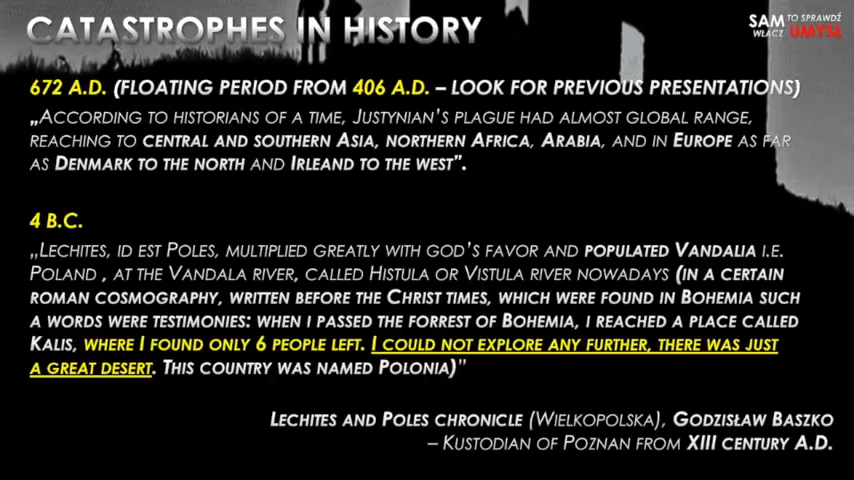 CATASTROPHES IN HISTORY
SAM TO SPRAWDŹ
WŁĄCZ UMYSŁ
672 A.D. (FLOATING PERIOD FROM 406 A.D. – LOOK FOR PREVIOUS PRESENTATIONS)
„ACCORDING TO HISTORIANS OF A TIME, JUSTYNIAN'S PLAGUE HAD ALMOST GLOBAL RANGE,
REACHING TO CENTRAL AND SOUTHERN ASIA, NORTHERN AFRICA, ARABIA, AND IN EUROPE AS FAR
AS DENMARK TO THE NORTH AND IRLEAND TO THE WEST".
4 B.C.
„LECHITES, ID EST POLES, MULTIPLIED GREATLY WITH GOD'S FAVOR AND POPULATED VANDALIA I.E.
POLAND , AT THE VANDALA RIVER, CALLED HISTULA OR VISTULA RIVER NOWADAYS (IN A CERTAIN
ROMAN COSMOGRAPHY, WRITTEN BEFORE THE CHRIST TIMES, WHICH WERE FOUND IN BOHEMIA SUCH
A WORDS WERE TESTIMONIES: WHEN I PASSED THE FORREST OF BOHEMIA, I REACHED A PLACE CALLED
KALIS, WHERE I FOUND ONLY 6 PEOPLE LEFT. I COULD NOT EXPLORE ANY FURTHER, THERE WAS JUST
A GREAT DESERT. THIS COUNTRY WAS NAMED POLONIA)"
LECHITES AND POLES CHRONICLE (WIELKOPOLSKA), GODZISŁAW BASZKO
– KUSTODIAN OF POZNAN FROM XIII CENTURY A.D.